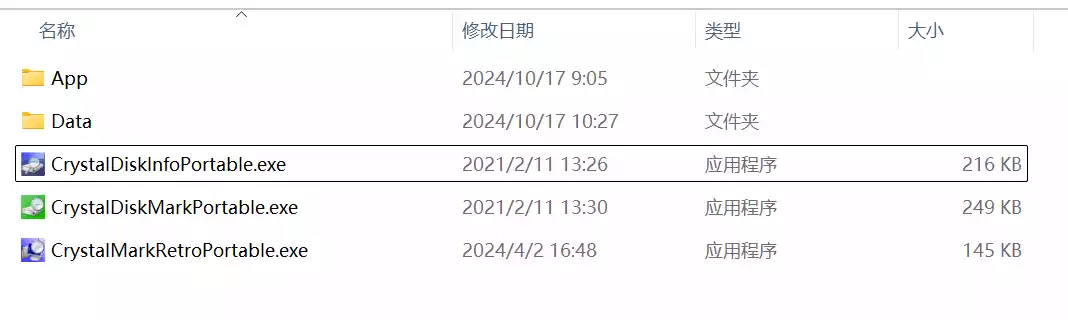 名称 修改日期 类型 大小
App 2024/10/17 9:05 文件夹
Data 2024/10/17 10:27 文件夹
CrystalDiskInfoPortable.exe 2021/2/11 13:26 应用程序 216 KB
CrystalDiskMarkPortable.exe 2021/2/11 13:30 应用程序 249 KB
CrystalMarkRetroPortable.exe 2024/4/2 16:48 应用程序 145 KB